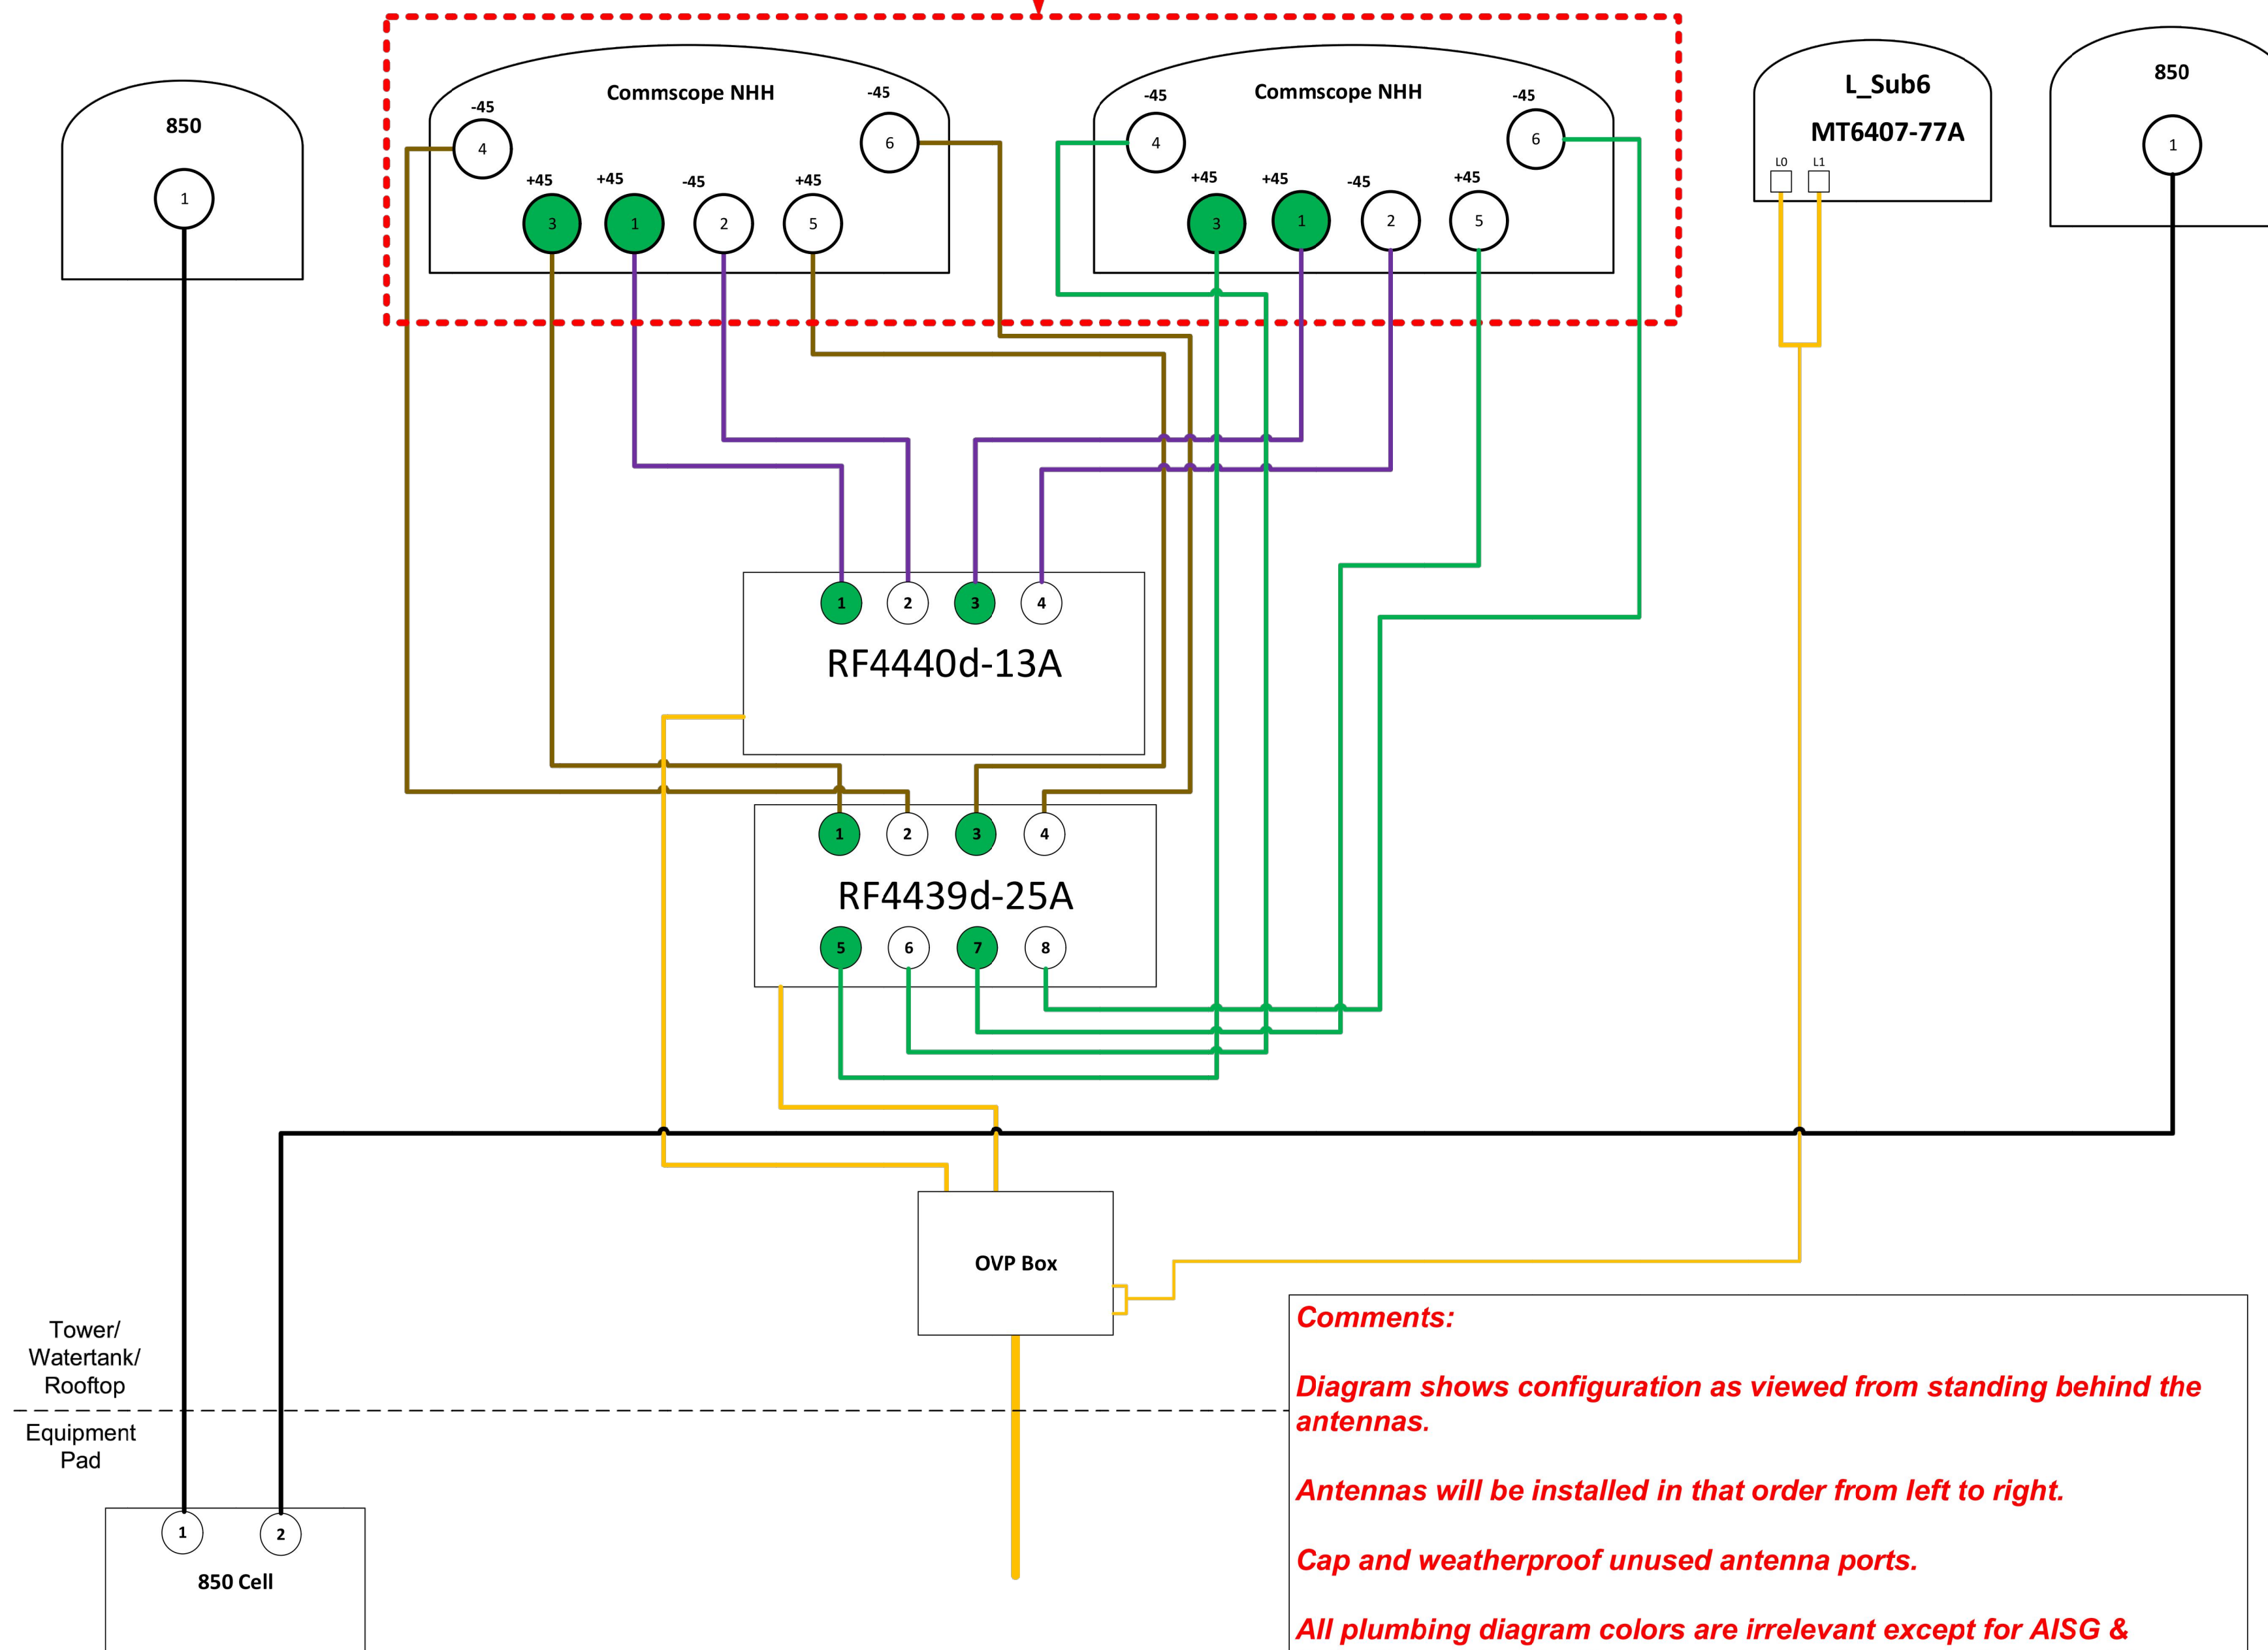 850
1
Commscope NHH
-45
4
-45
6
+45
3
+45
1
-45
2
+45
5
Commscope NHH
-45
4
-45
6
+45
3
+45
1
-45
2
+45
5
L_Sub6
MT6407-77A
L0
L1
850
1
1
2
3
4
RF4440d-13A
1
2
3
4
RF4439d-25A
5
6
7
8
OVP Box
Tower/
Watertank/
Rooftop
Equipment
Pad
1
2
850 Cell
Comments:
Diagram shows configuration as viewed from standing behind the
antennas.
Antennas will be installed in that order from left to right.
Cap and weatherproof unused antenna ports.
All plumbing diagram colors are irrelevant except for AISG &